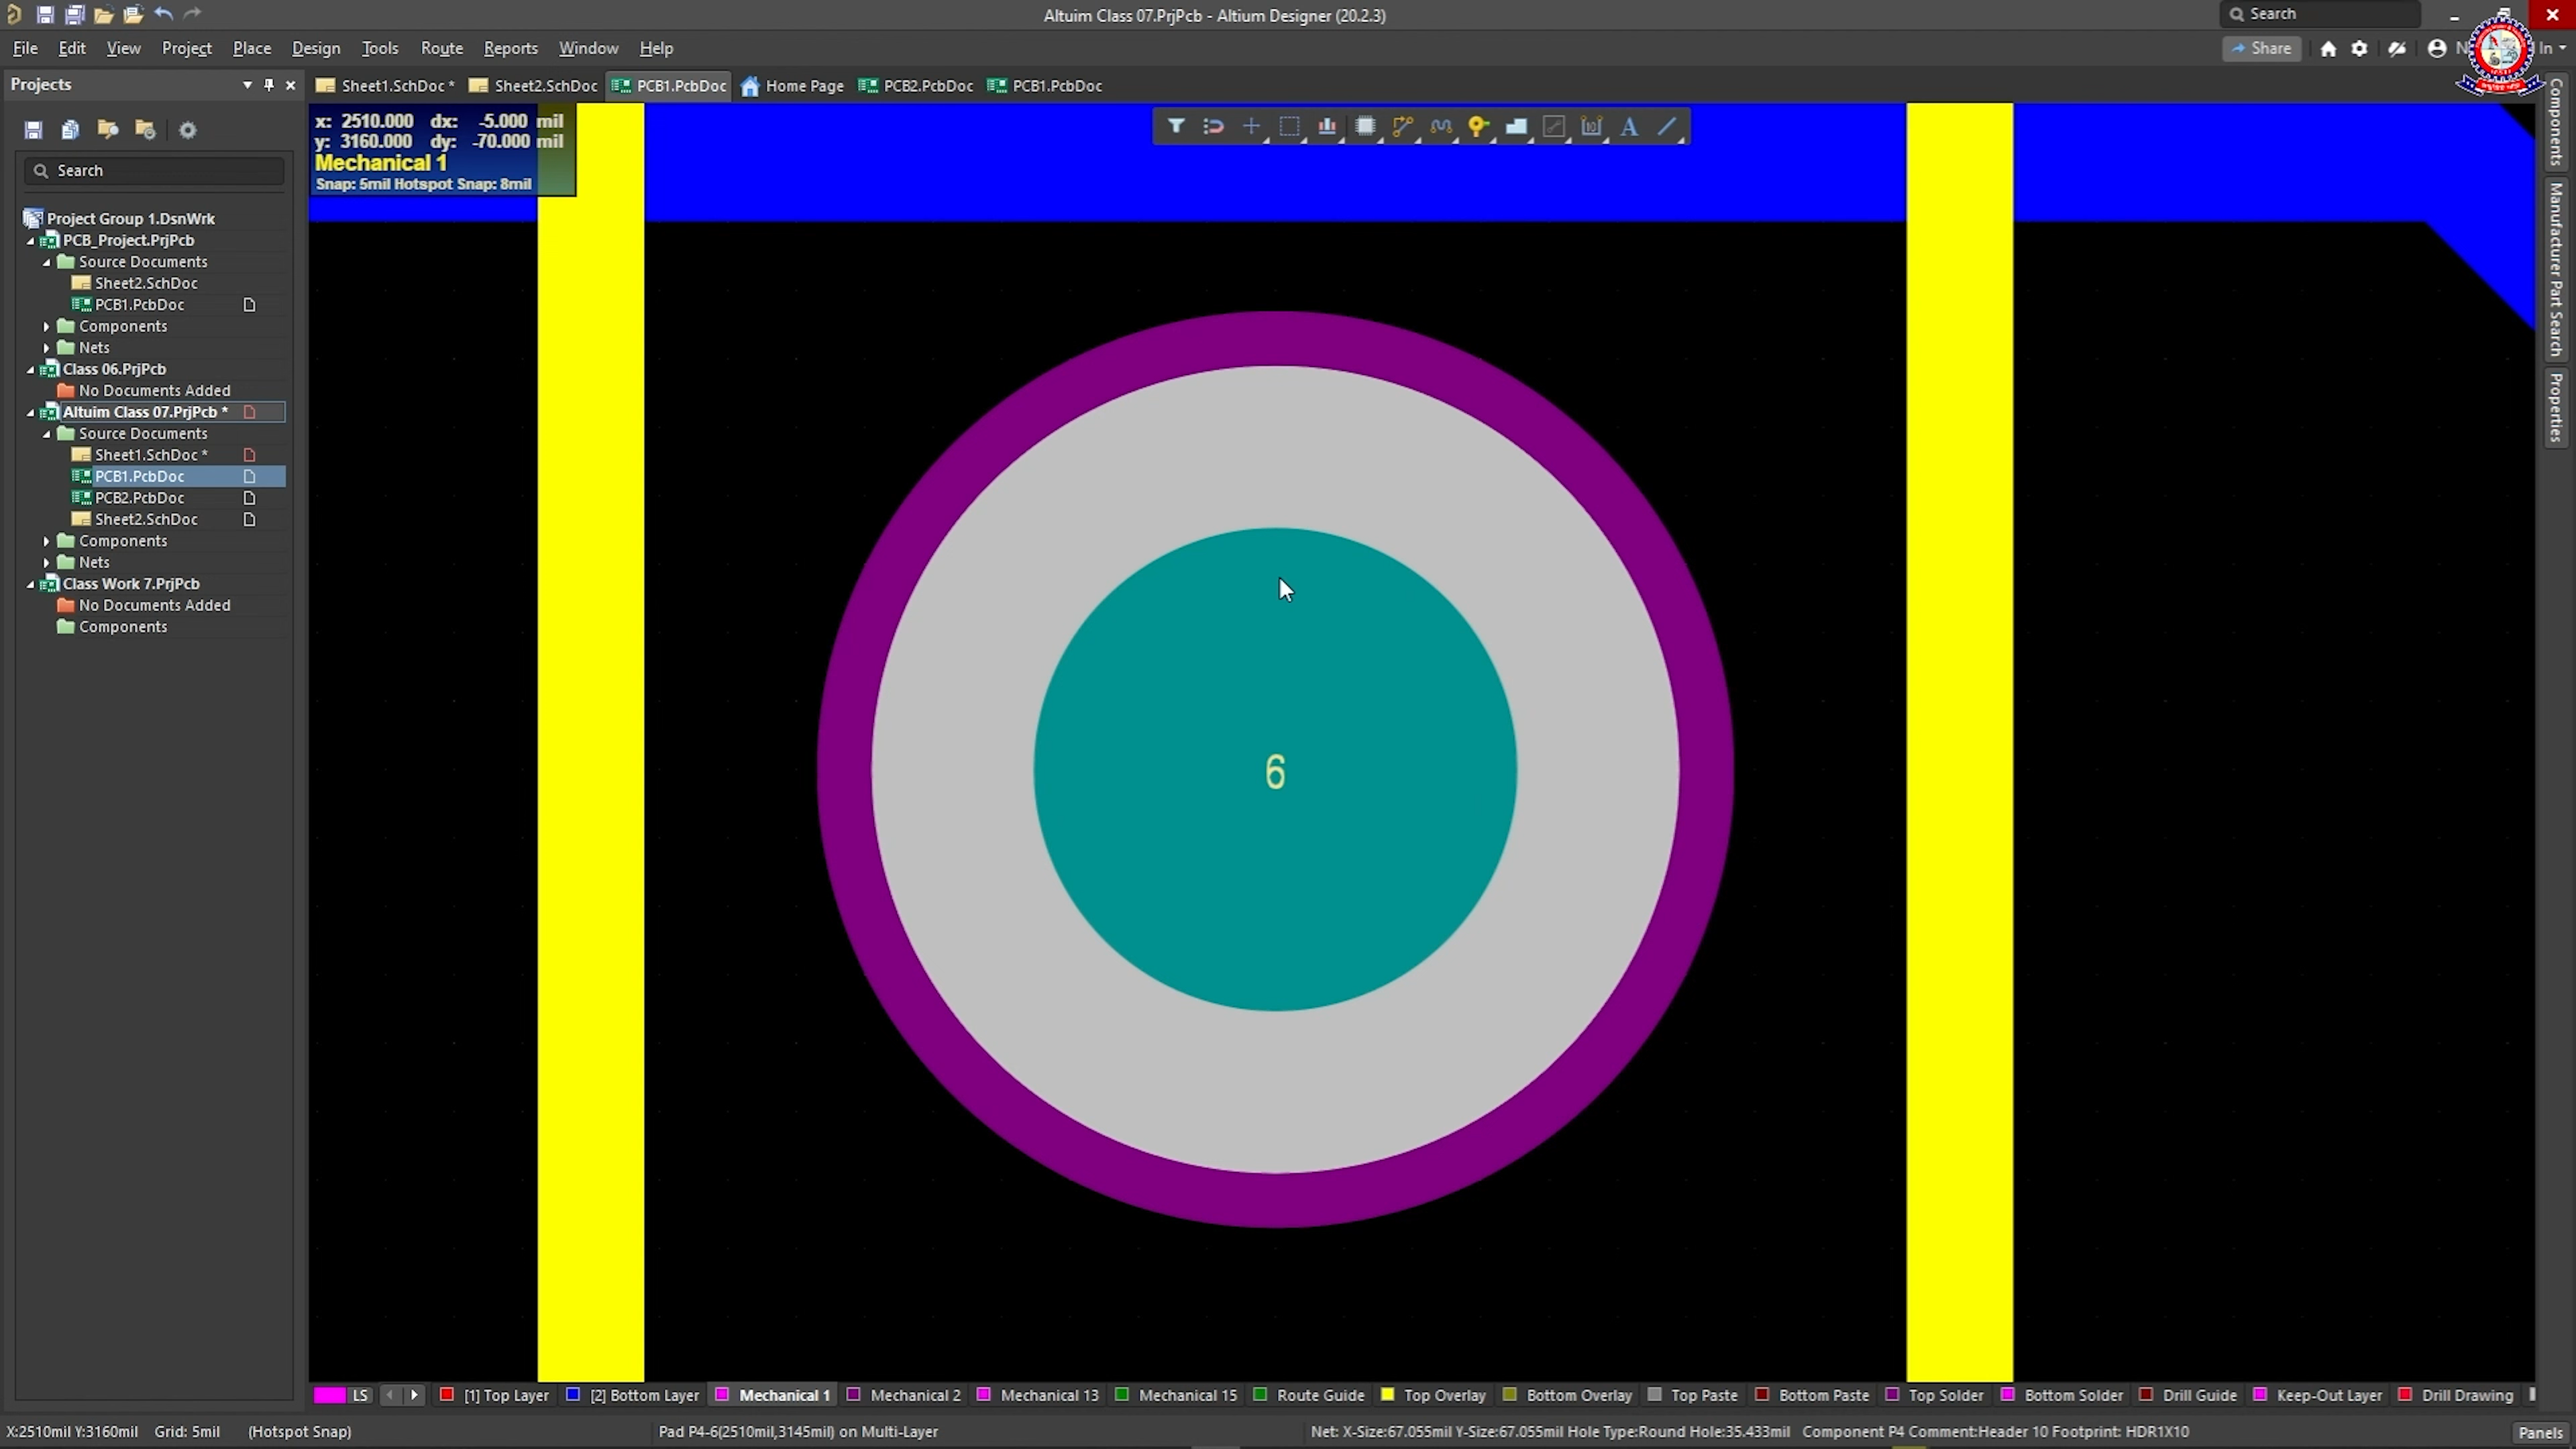 Altuim Class 07.PrjPcb - Altium Designer (20.2.3)
Search
File Edit View Project Place Design Tools Route Reports Window Help
Share
In
Projects
Sheet1.SchDoc *
Sheet2.SchDoc
PCB1.PcbDoc
Home Page
PCB2.PcbDoc
PCB1.PcbDoc
Search
Project Group 1.DsnWrk
PCB_Project.PrjPcb
Source Documents
Sheet2.SchDoc
PCB1.PcbDoc
Components
Nets
Class 06.PrjPcb
No Documents Added
Altuim Class 07.PrjPcb *
Source Documents
Sheet1.SchDoc *
PCB1.PcbDoc
PCB2.PcbDoc
Sheet2.SchDoc
Components
Nets
Class Work 7.PrjPcb
No Documents Added
Components
x: 2510.000 dx: -5.000 mil
y: 3160.000 dy: -70.000 mil
Mechanical 1
Snap: 5mil Hotspot Snap: 8mil
10
A
6
Components
Manufacturer Part Search
Properties
LS [1] Top Layer [2] Bottom Layer Mechanical 1 Mechanical 2 Mechanical 13 Mechanical 15 Route Guide Top Overlay Bottom Overlay Top Paste Bottom Paste Top Solder Bottom Solder Drill Guide Keep-Out Layer Drill Drawing
X:2510mil Y:3160mil Grid: 5mil (Hotspot Snap) Pad P4-6(2510mil,3145mil) on Multi-Layer Net: X-Size:67.055mil Y-Size:67.055mil Hole Type:Round Hole:35.433mil Component P4 Comment:Header 10 Footprint: HDR1X10 Panels